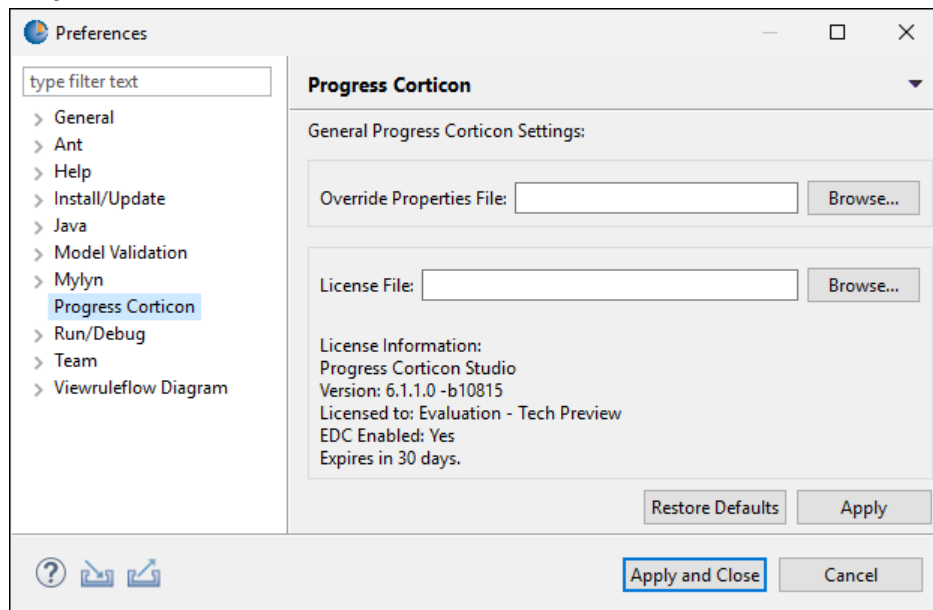 Preferences
type filter text
General
Ant
Help
Install/Update
Java
Model Validation
Mylyn
Progress Corticon
Run/Debug
Team
Viewruleflow Diagram
Progress Corticon
General Progress Corticon Settings:
Override Properties File: Browse...
License File: Browse...
License Information:
Progress Corticon Studio
Version: 6.1.1.0 -b10815
Licensed to: Evaluation - Tech Preview
EDC Enabled: Yes
Expires in 30 days.
Restore Defaults Apply
? Apply and Close Cancel